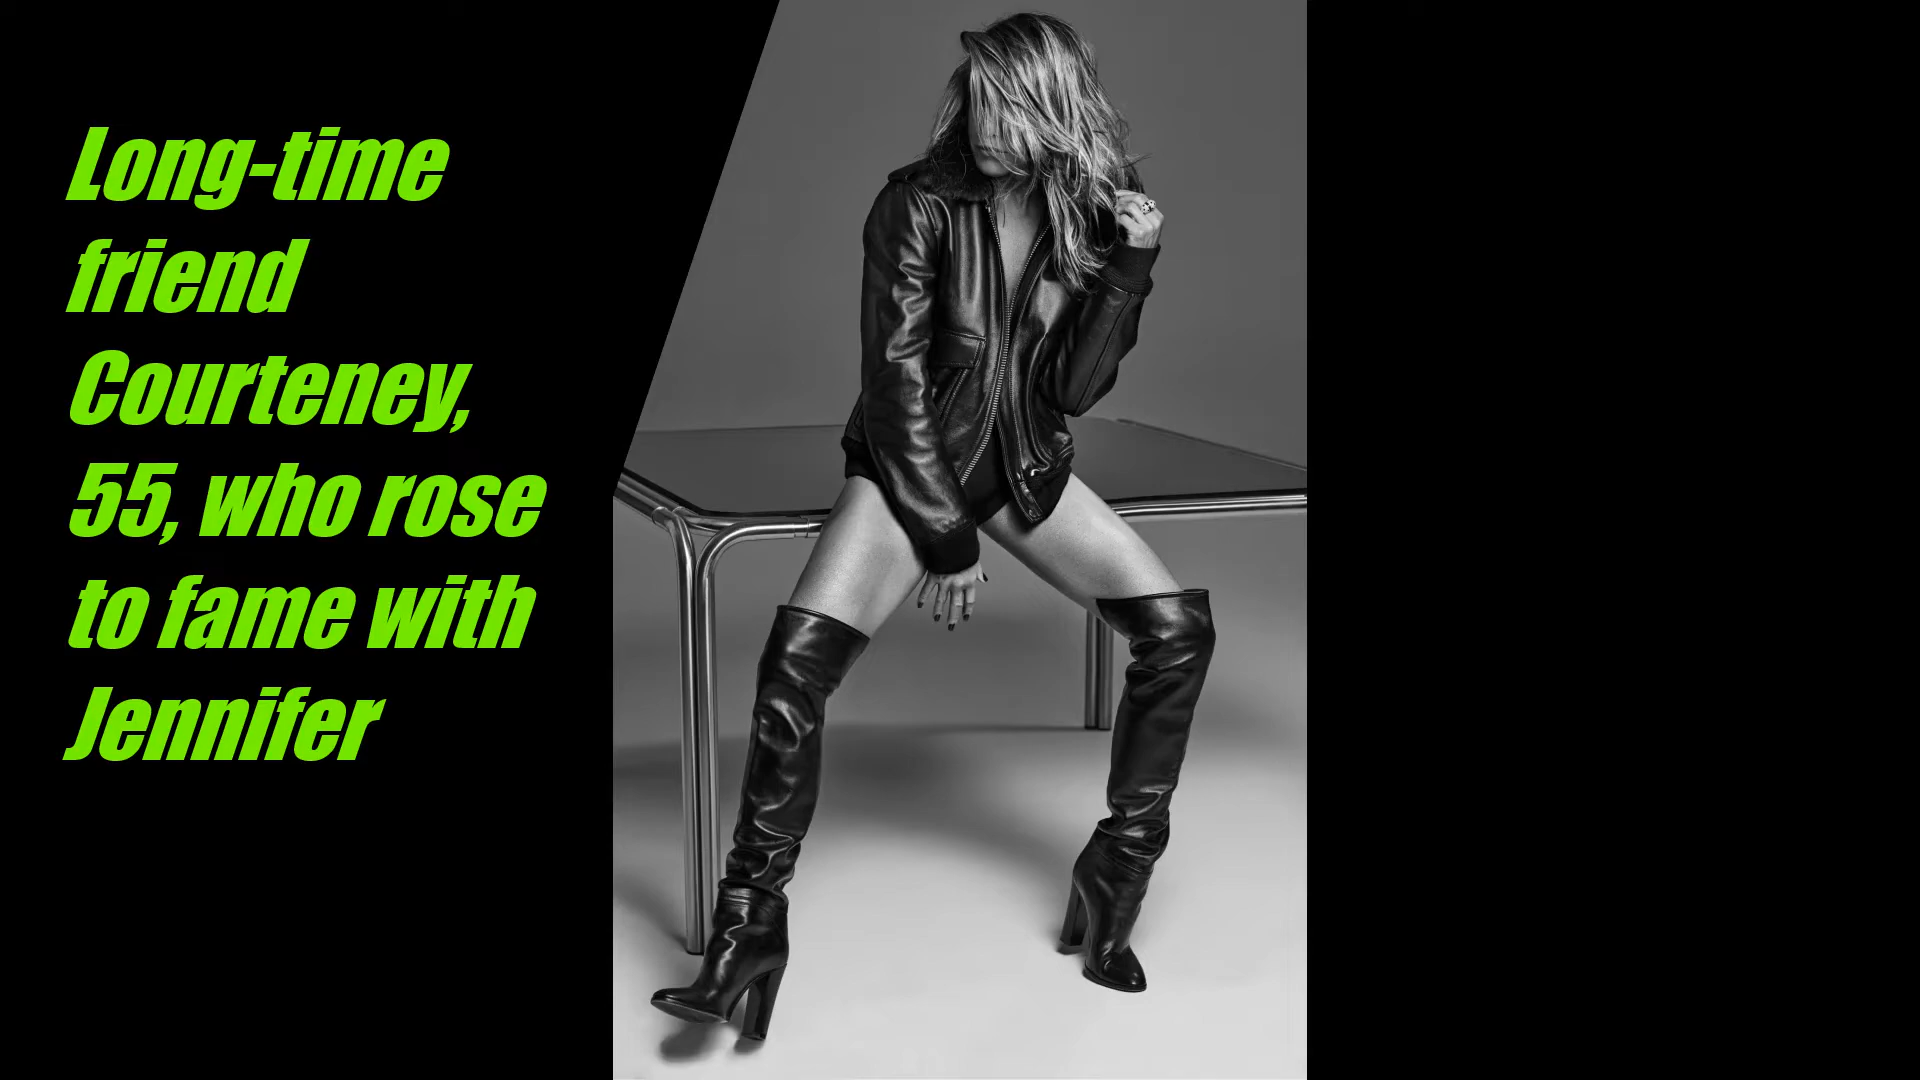 Long-time
friend
Courteney,
55, who rose
to fame with
Jennifer